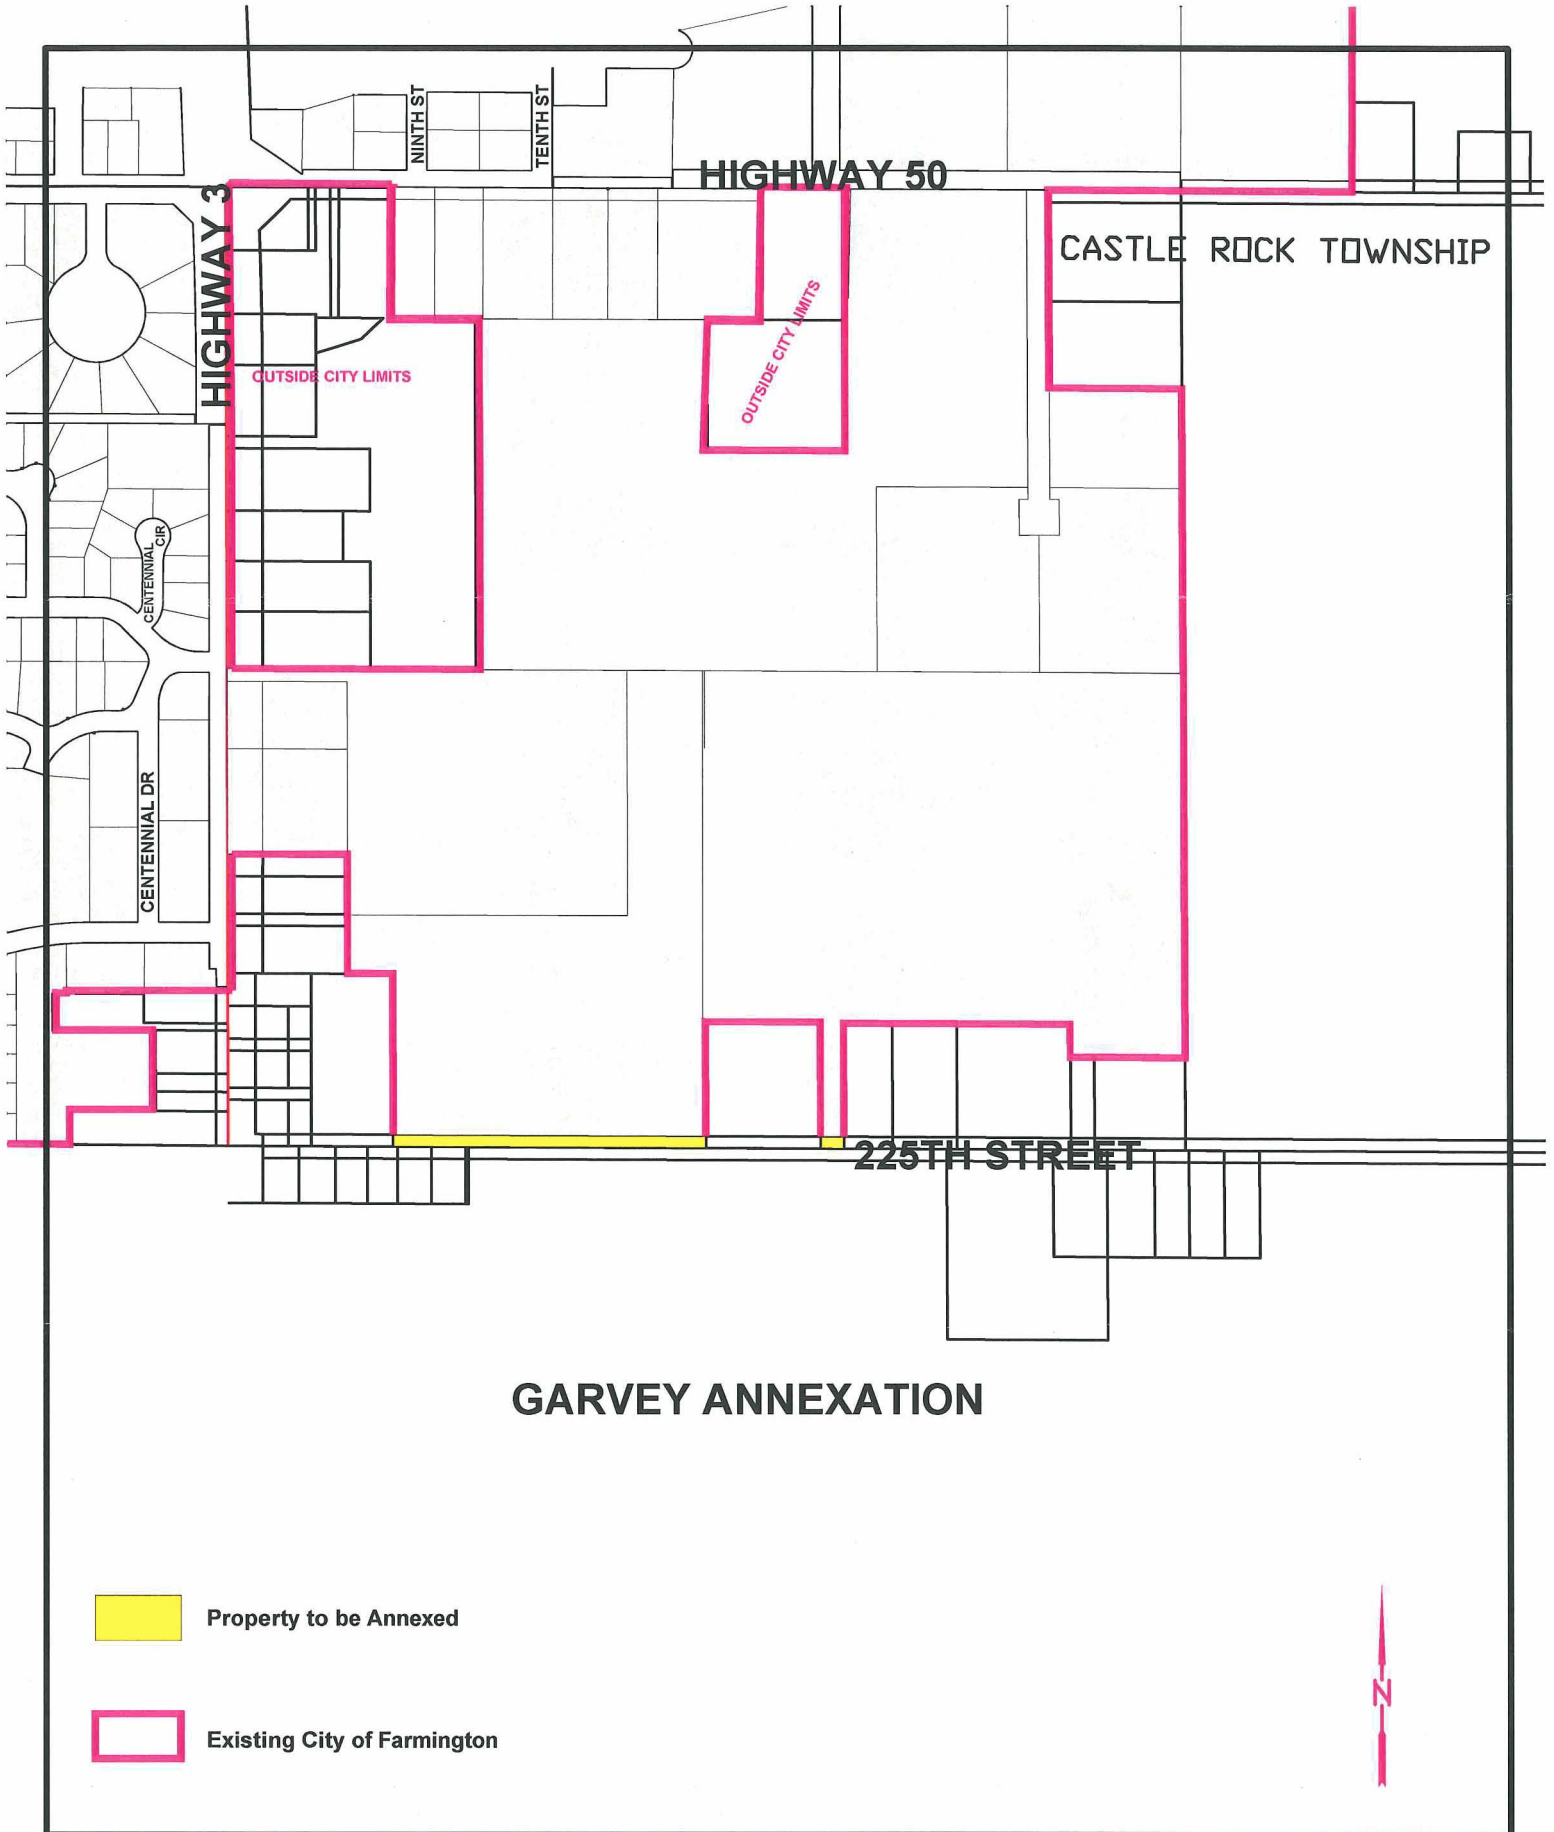 NINTH ST
TENTH ST
HIGHWAY 50
HIGHWAY 3
CASTLE ROCK TOWNSHIP
OUTSIDE CITY LIMITS
OUTSIDE CITY LIMITS
CENTENNIAL
CIR
CENTENNIAL DR
225TH STREET
GARVEY ANNEXATION
Property to be Annexed
N
Existing City of Farmington